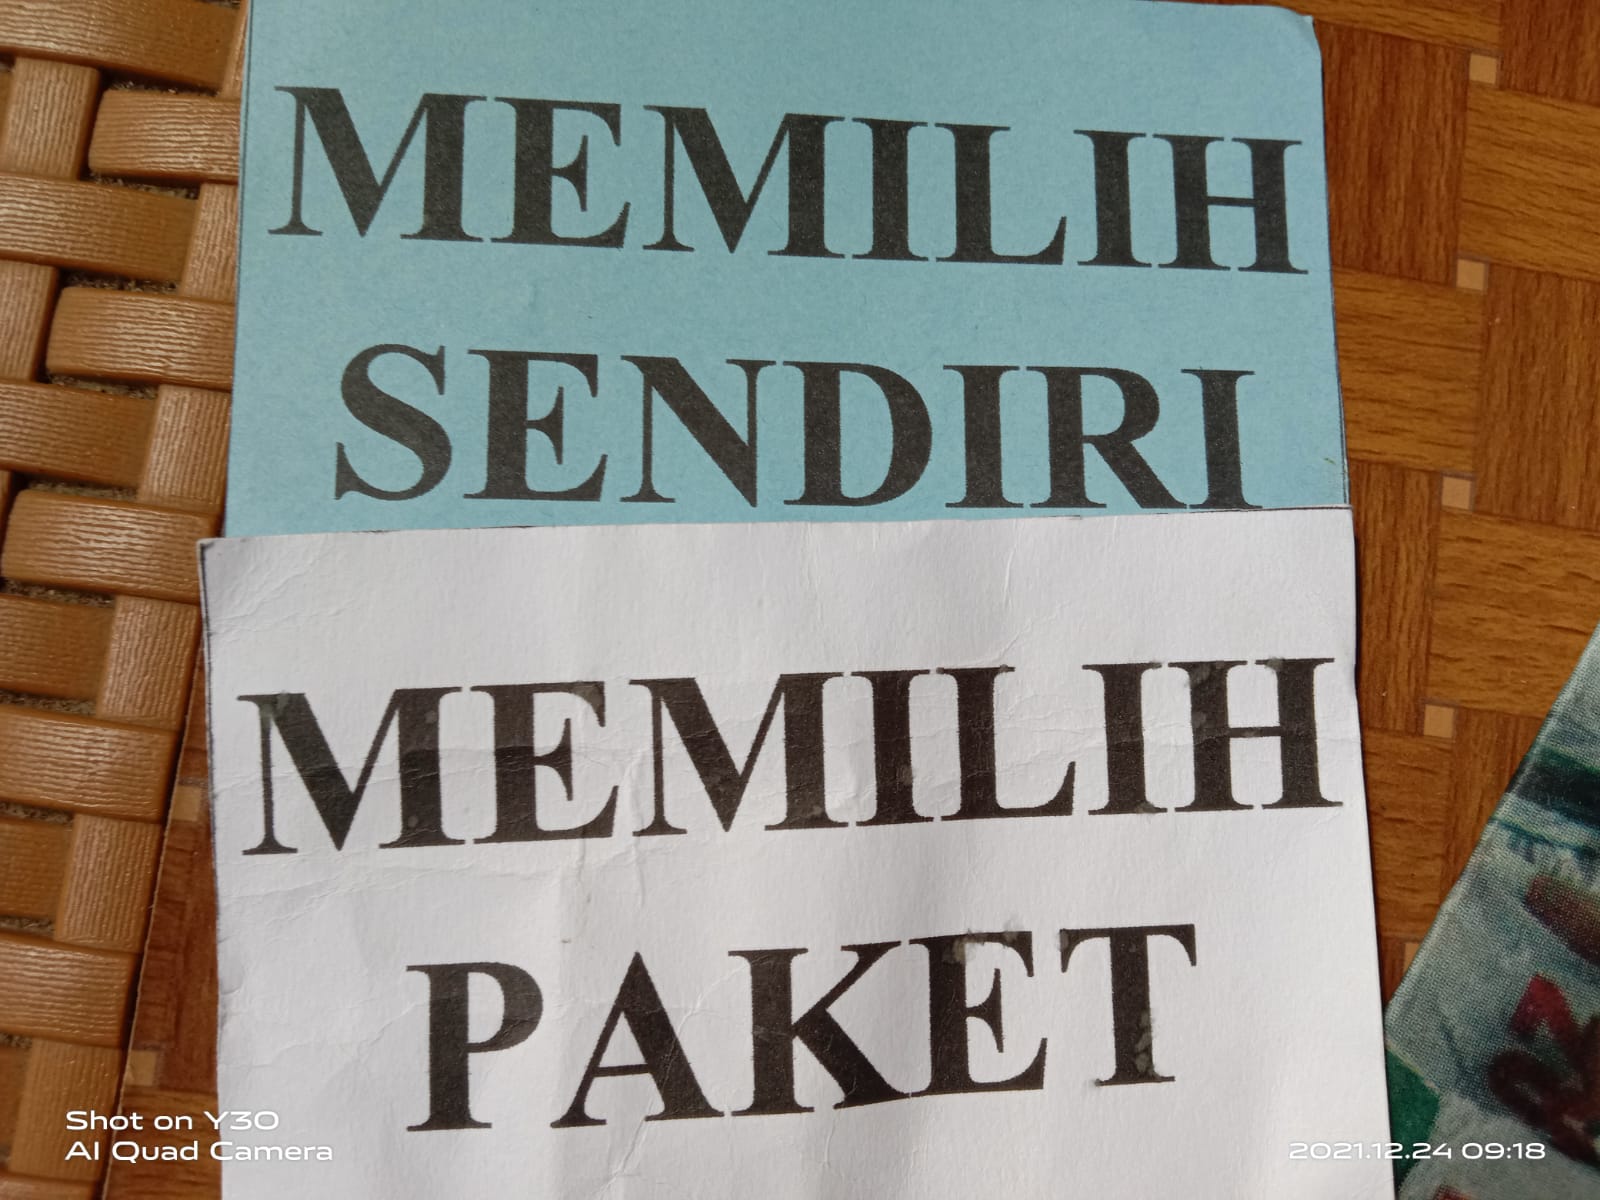 MEMILIH
SENDIRI
MEMILIH
PAKET
Shot on Y30
AI Quad Camera
2021.12.24 09:18